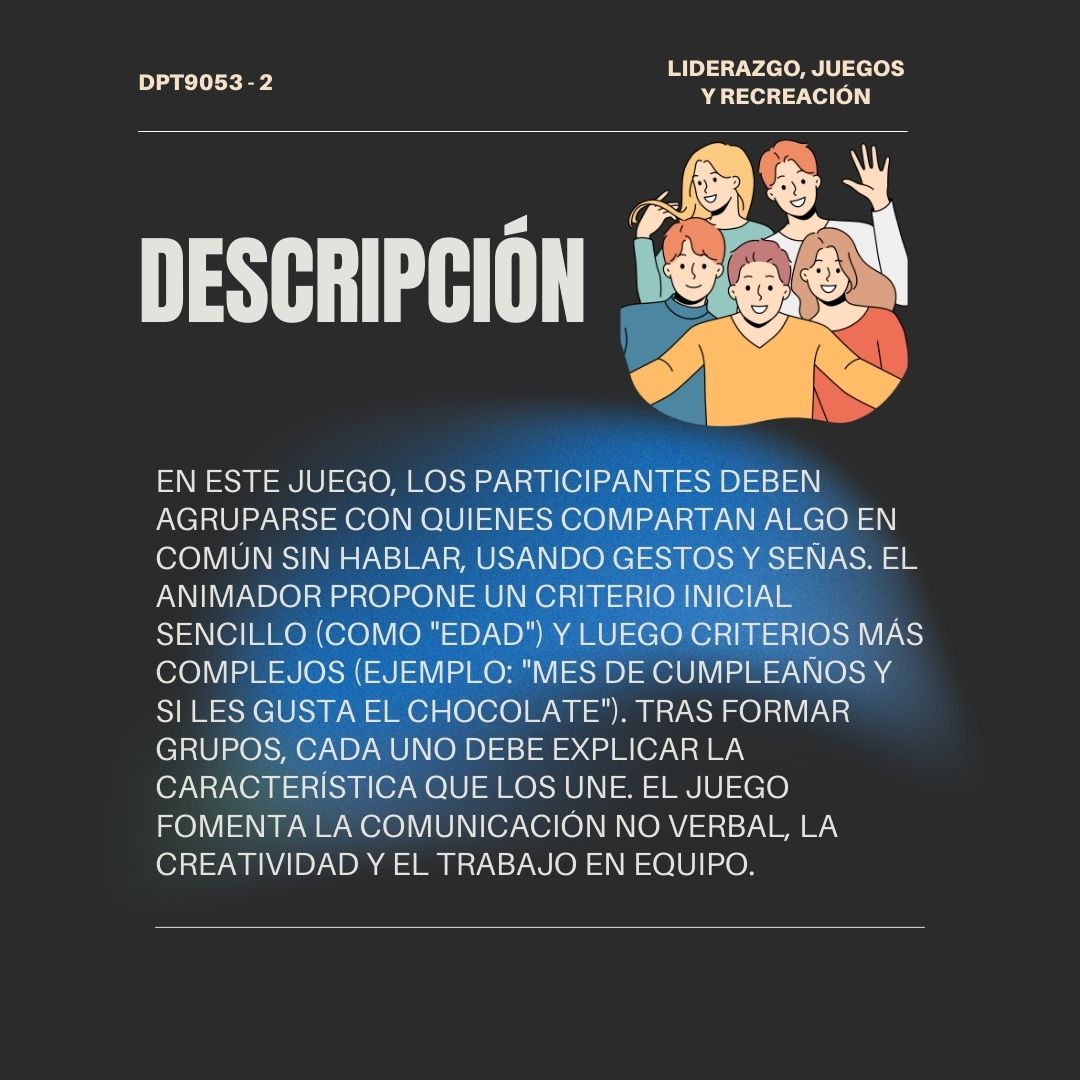 DPT9053 - 2
LIDERAZGO, JUEGOS
Y RECREACIÓN
DESCRIPCIÓN
EN ESTE JUEGO, LOS PARTICIPANTES DEBEN
AGRUPARSE CON QUIENES COMPARTAN ALGO EN
COMÚN SIN HABLAR, USANDO GESTOS Y SEÑAS. EL
ANIMADOR PROPONE UN CRITERIO INICIAL
SENCILLO (COMO "EDAD") Y LUEGO CRITERIOS MÁS
COMPLEJOS (EJEMPLO: "MES DE CUMPLEAÑOS Y
SI LES GUSTA EL CHOCOLATE"). TRAS FORMAR
GRUPOS, CADA UNO DEBE EXPLICAR LA
CARACTERÍSTICA QUE LOS UNE. EL JUEGO
FOMENTA LA COMUNICACIÓN NO VERBAL, LA
CREATIVIDAD Y EL TRABAJO EN EQUIPO.